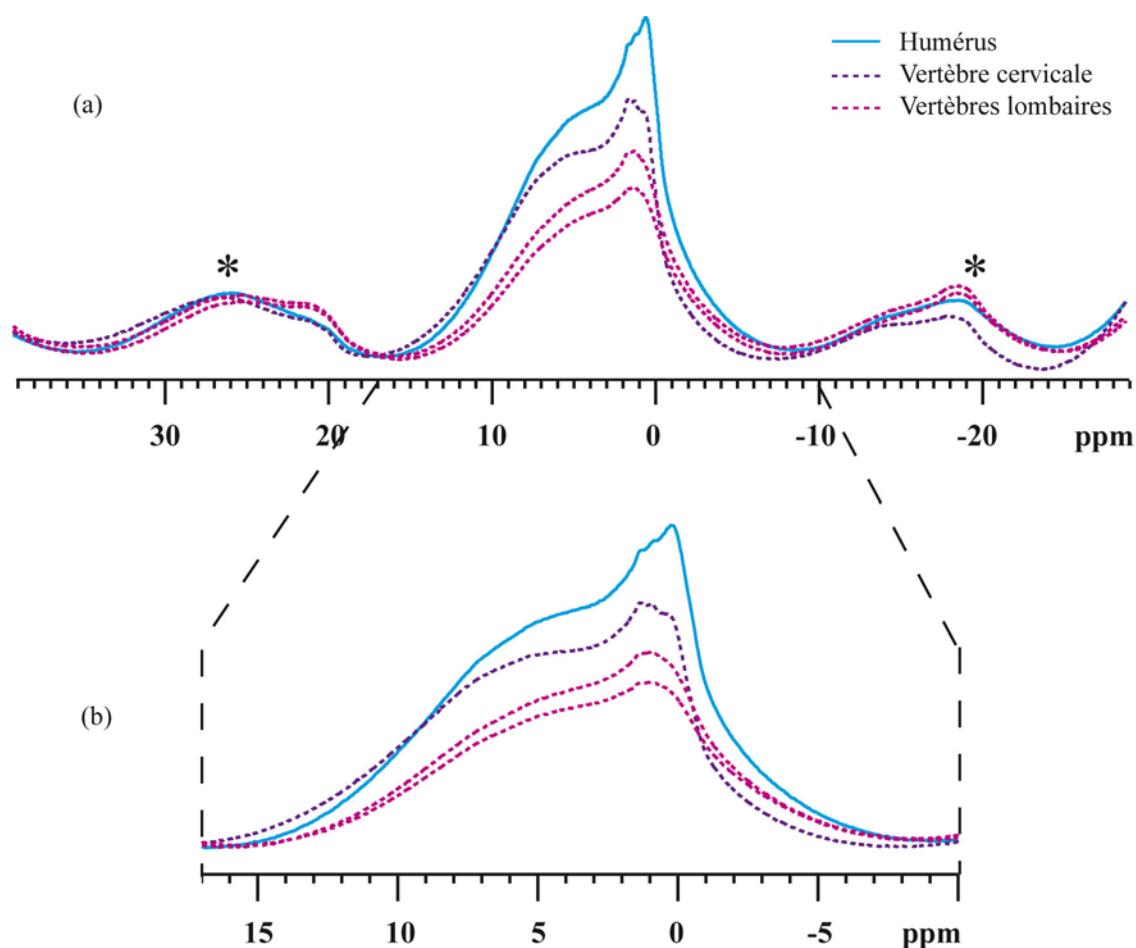 Humérus
(a)
Vertèbre cervicale
Vertèbres lombaires
* *
30 20 10 0 -10 -20 ppm
(b)
15 10 5 0 -5 ppm